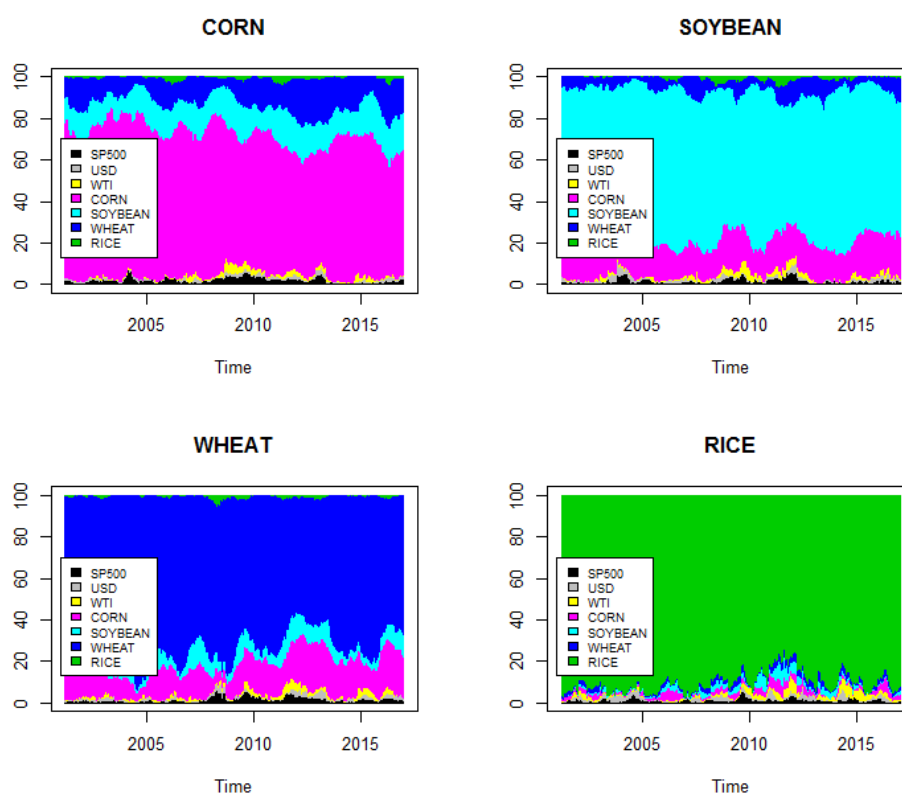 CORN
100
80
60
40
20
0
SP500
USD
WTI
CORN
SOYBEAN
WHEAT
RICE
2005 2010 2015
Time
SOYBEAN
100
80
60
40
20
0
SP500
USD
WTI
CORN
SOYBEAN
WHEAT
RICE
2005 2010 2015
Time
WHEAT
100
80
60
40
20
0
SP500
USD
WTI
CORN
SOYBEAN
WHEAT
RICE
2005 2010 2015
Time
RICE
100
80
60
40
20
0
SP500
USD
WTI
CORN
SOYBEAN
WHEAT
RICE
2005 2010 2015
Time